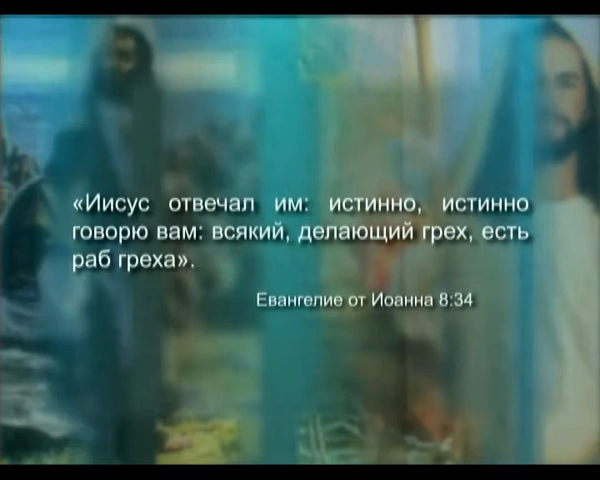 «Иисус отвечал им: истинно, истинно
говорю вам: всякий, делающий грех, есть
раб греха».
Евангелие от Иоанна 8:34